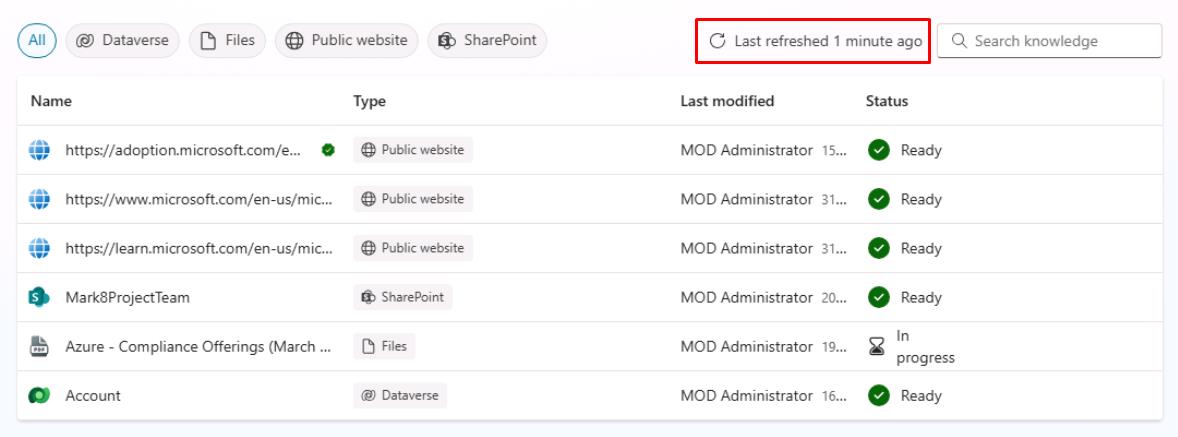 All Dataverse Files Public website SharePoint Last refreshed 1 minute ago Search knowledge
Name Type Last modified Status
https://adoption.microsoft.com/e... Public website MOD Administrator 15... Ready
https://www.microsoft.com/en-us/mic... Public website MOD Administrator 31... Ready
https://learn.microsoft.com/en-us/mic... Public website MOD Administrator 31... Ready
S Mark8ProjectTeam S SharePoint MOD Administrator 20... Ready
PDF Azure - Compliance Offerings (March ... Files MOD Administrator 19... In
progress
Account Dataverse MOD Administrator 16... Ready